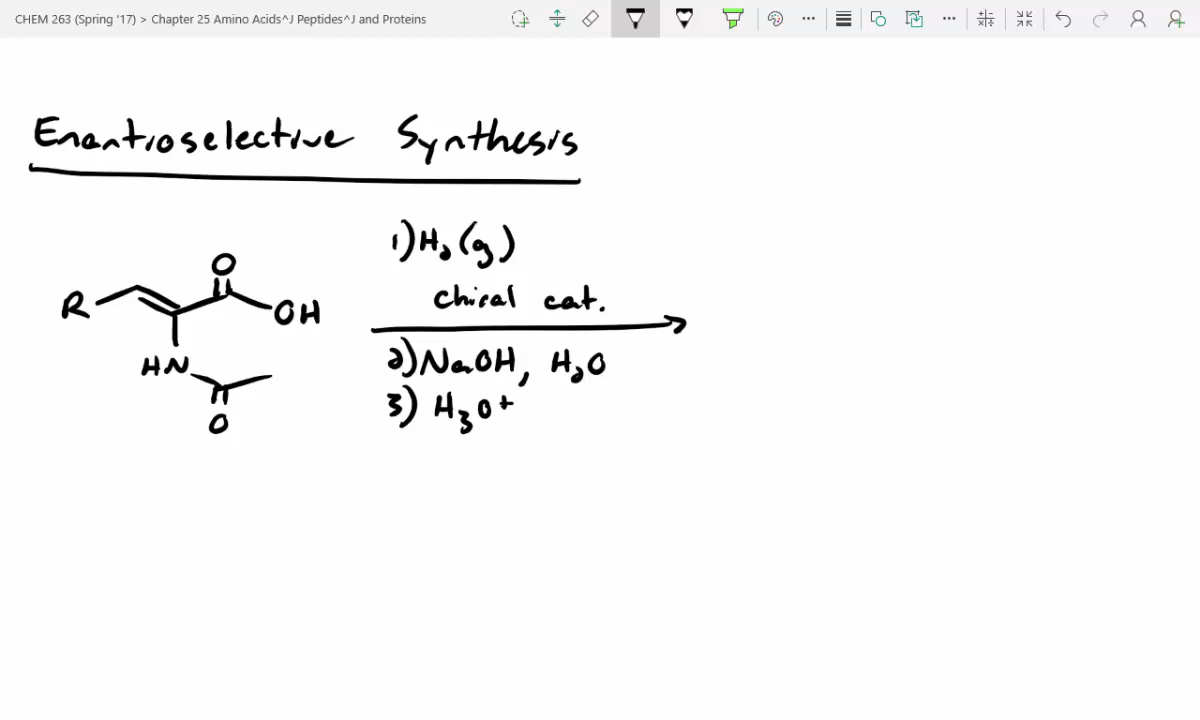 CHEM 263 (Spring '17) > Chapter 25 Amino Acids^J Peptides^J and Proteins
Enantioselective Synthesis
1) H₂ (g)
chiral cat.
2) NaOH, H₂O
3) H₃O+
O
R
OH
HN
O